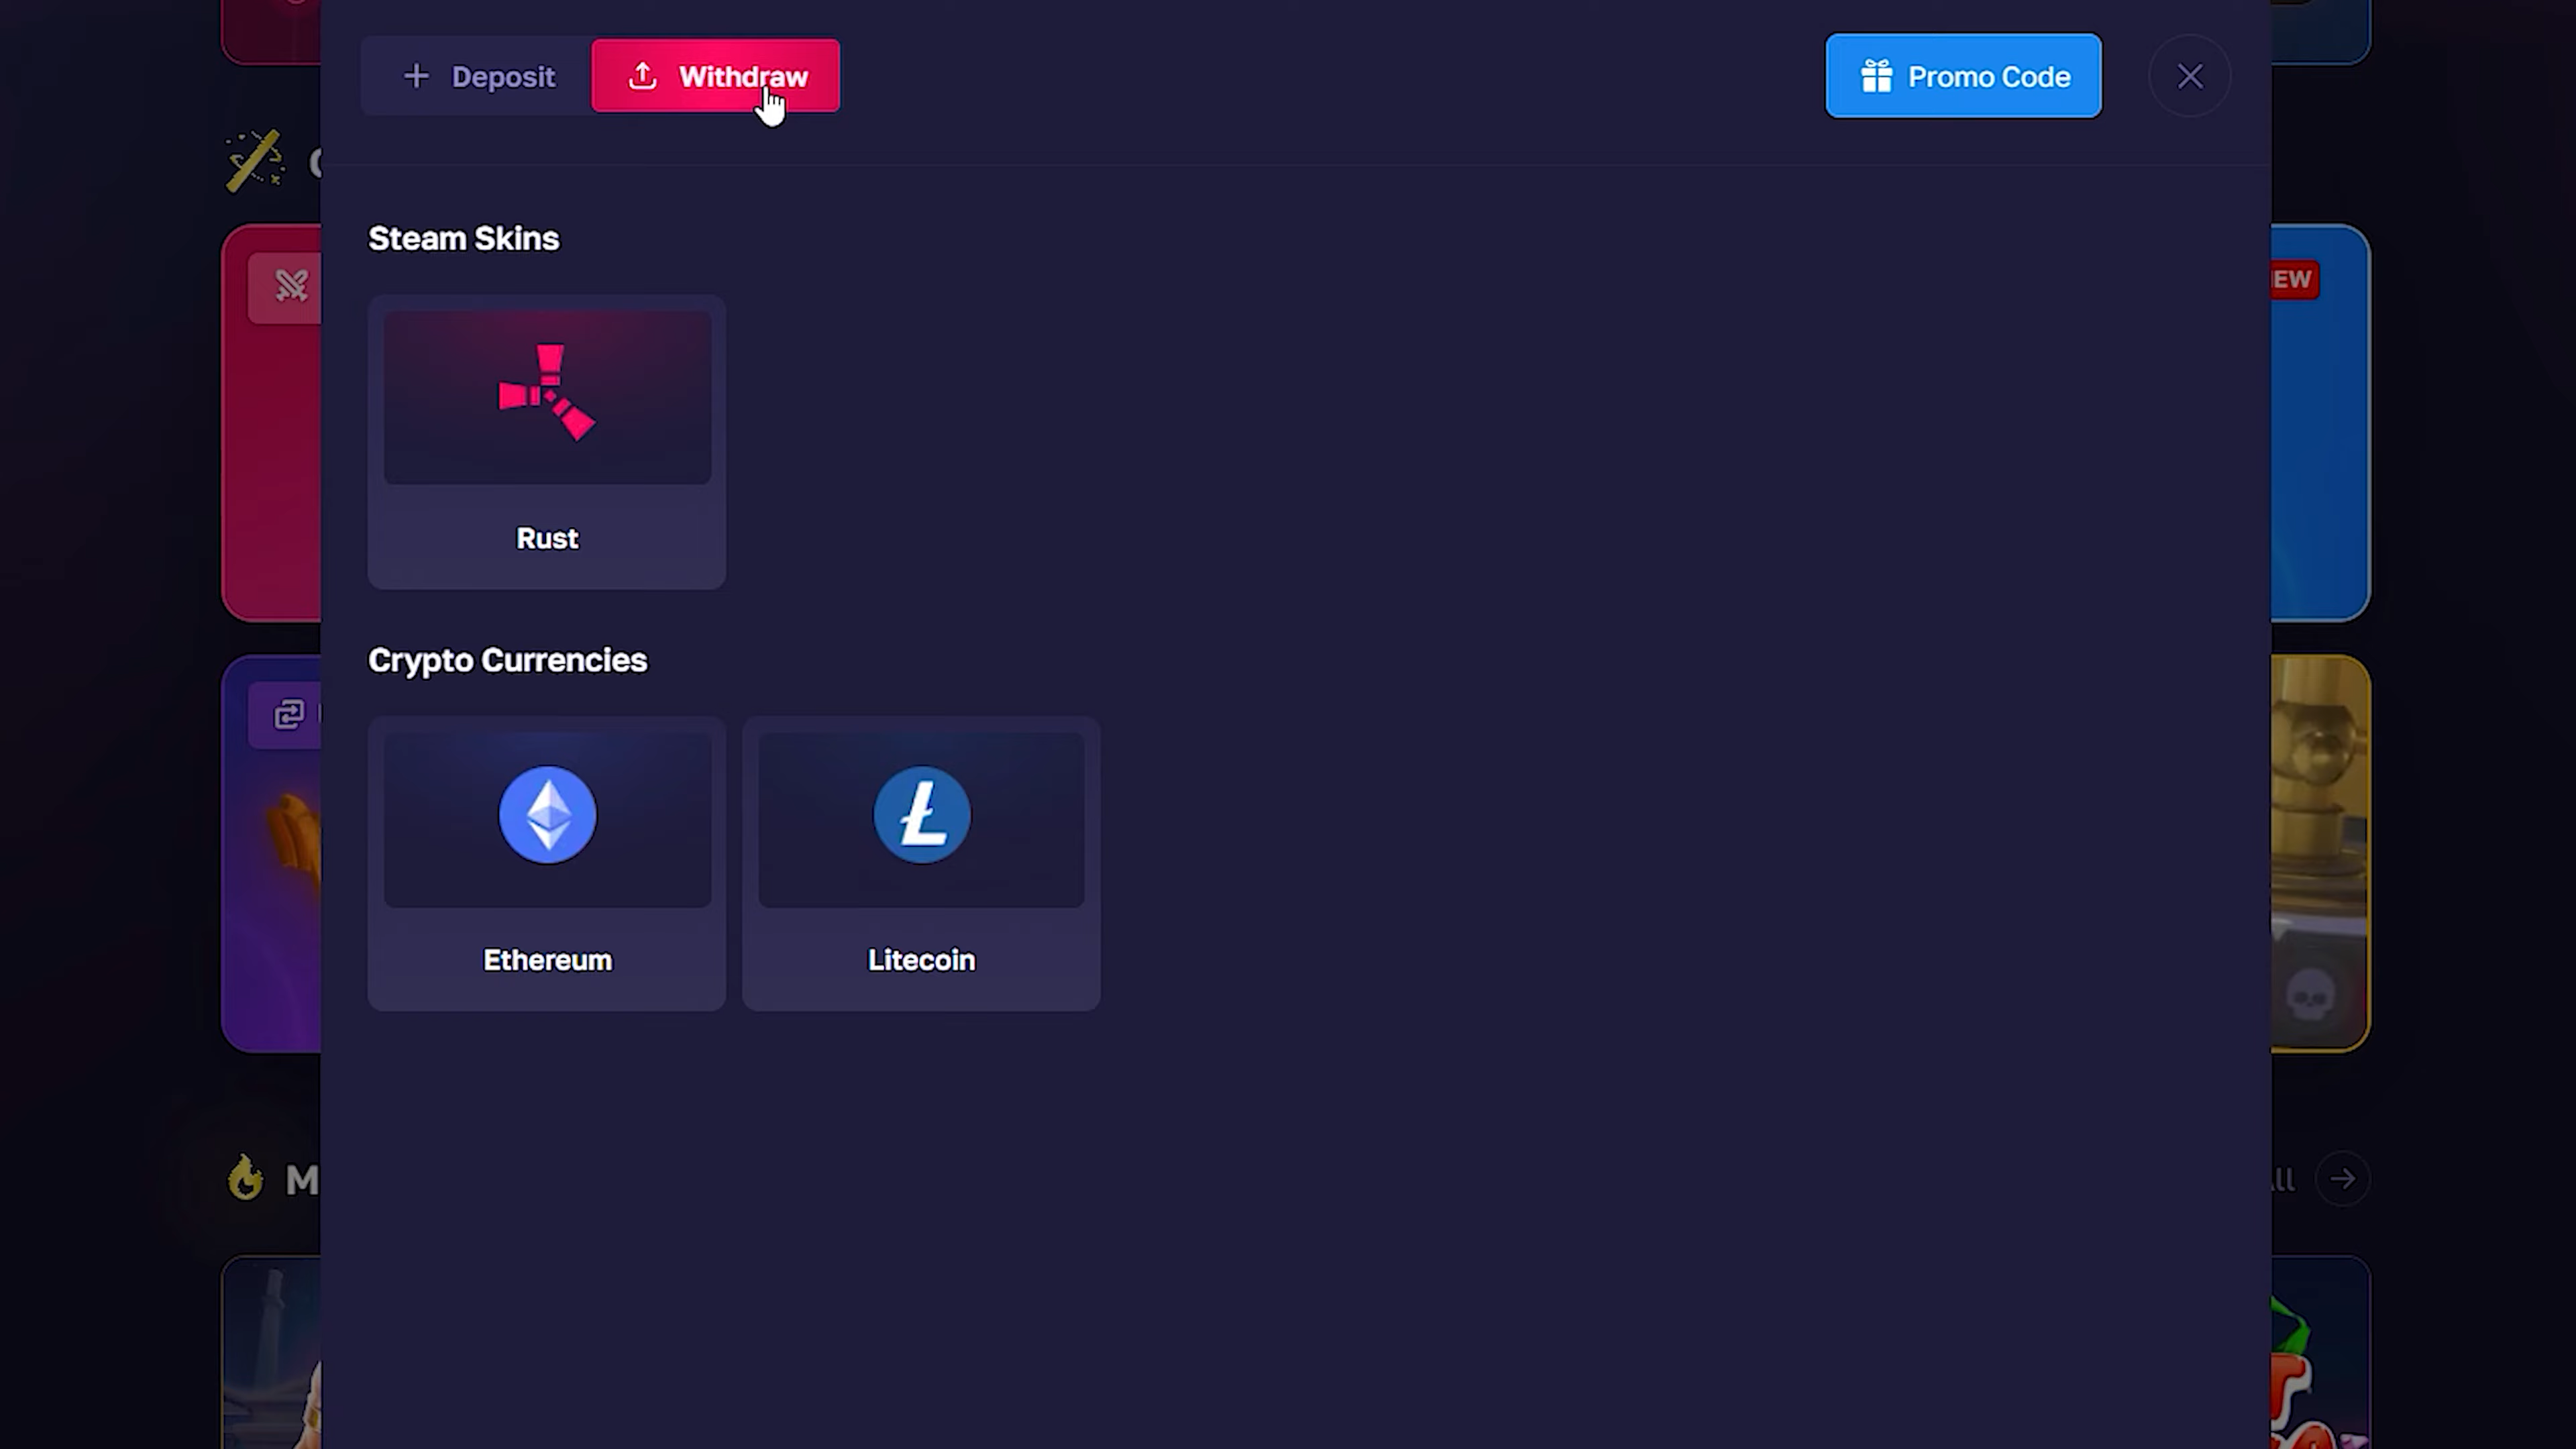 Deposit
Withdraw
Promo Code
Steam Skins
Rust
Crypto Currencies
Ethereum
Litecoin